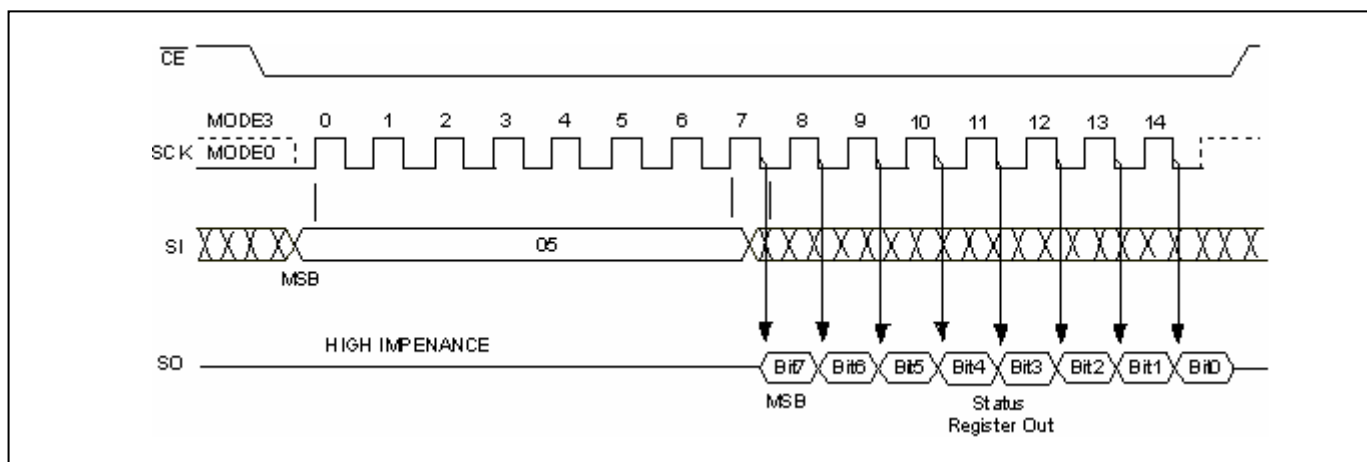 CE
MODE3 0 1 2 3 4 5 6 7 8 9 10 11 12 13 14
SCK MODE0
SI 05
MSB
HIGH IMPENANCE
SO Bit7 Bit6 Bit5 Bit4 Bit3 Bit2 Bit1 Bit0
MSB Status
Register Out